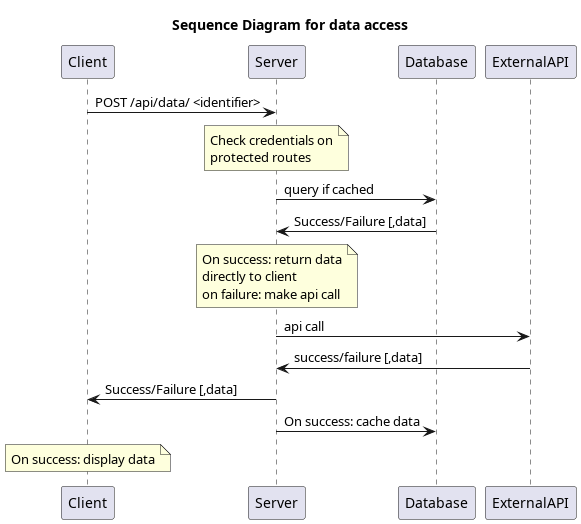 Sequence Diagram for data access
Client
Server
Database
ExternalAPI
POST /api/data/ <identifier>
Check credentials on
protected routes
query if cached
Success/Failure [,data]
On success: return data
directly to client
on failure: make api call
api call
success/failure [,data]
Success/Failure [,data]
On success: cache data
On success: display data
Client
Server
Database
ExternalAPI